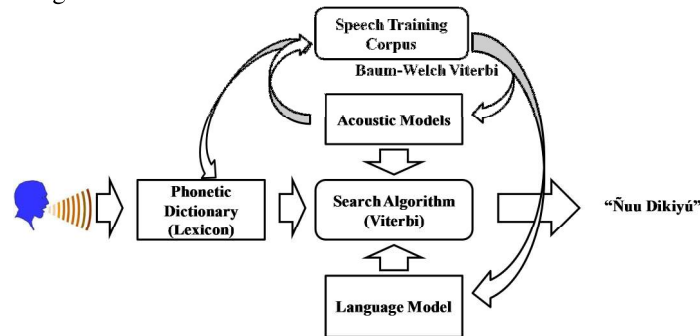 Speech Training
Corpus
Baum-Welch Viterbi
Acoustic Models
Phonetic
Dictionary
(Lexicon)
Search Algorithm
(Viterbi)
“Ñuu Dikiyú”
Language Model